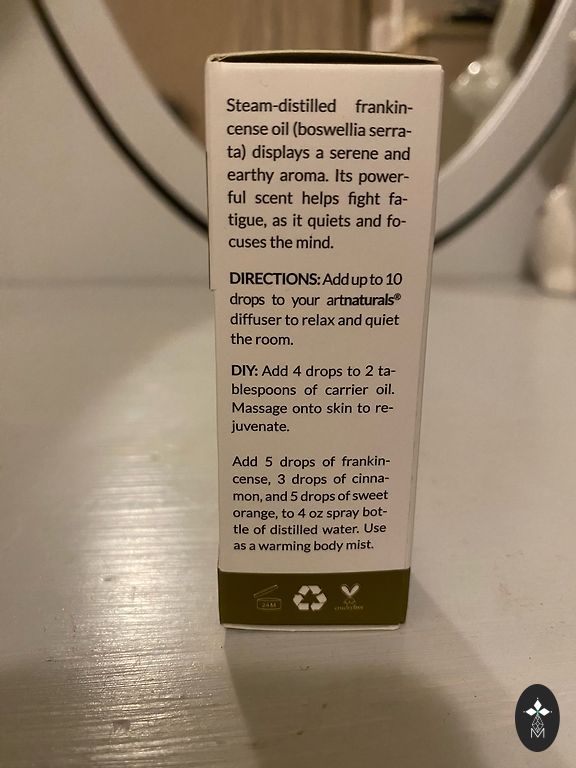 Steam-distilled frankin-
cense oil (boswellia serra-
ta) displays a serene and
earthy aroma. Its power-
ful scent helps fight fa-
tigue, as it quiets and fo-
cuses the mind.
DIRECTIONS: Add up to 10
drops to your artnaturals®
diffuser to relax and quiet
the room.
DIY: Add 4 drops to 2 ta-
blespoons of carrier oil.
Massage onto skin to re-
juvenate.
Add 5 drops of frankin-
cense, 3 drops of cinna-
mon, and 5 drops of sweet
orange, to 4 oz spray bot-
tle of distilled water. Use
as a warming body mist.
24M
crueltyfree
M